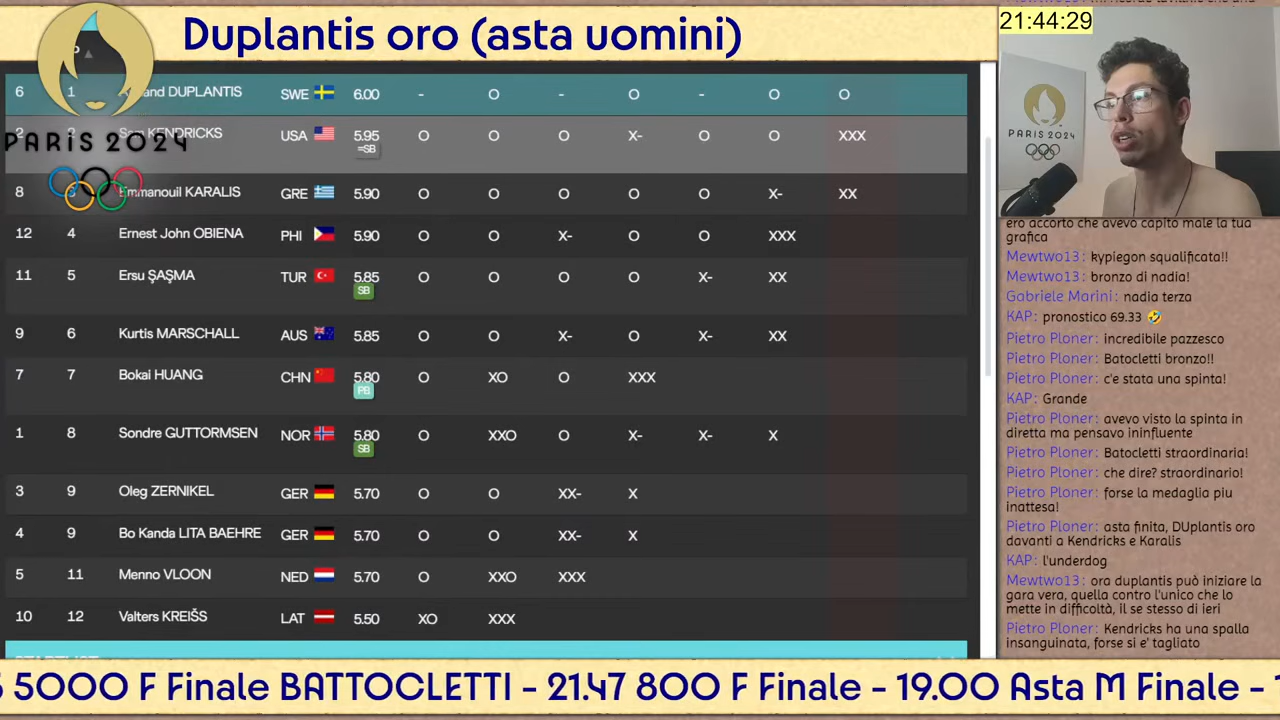 Duplantis oro (asta uomini)
21:44:29
PARIS 2024
6 1 DUPLANTIS SWE 6.00 - O - O - O O
KENDRICKS USA 5.95 O O O X- O O XXX
=SB
PARIS 2024
8 Emmanouil KARALIS GRE 5.90 O O O O O X- XX
12 4 Ernest John OBIENA PHI 5.90 O O X- O O XXX
11 5 Ersu ŞAŞMA TUR 5.85 O O O O X- XX
SB
9 6 Kurtis MARSCHALL AUS 5.85 O O X- O X- XX
7 7 Bokai HUANG CHN 5.80 O XO O XXX
PB
1 8 Sondre GUTTORMSEN NOR 5.80 O XXO O X- X- X
SB
3 9 Oleg ZERNIKEL GER 5.70 O O XX- X
4 9 Bo Kanda LITA BAEHRE GER 5.70 O O XX- X
5 11 Menno VLOON NED 5.70 O XXO XXX
10 12 Valters KREIŠS LAT 5.50 XO XXX
ero accorto che avevo capito male la tua
grafica
Mewtwo13: kypiegon squalificata!!
Mewtwo13: bronzo di nadia!
Gabriele Marini: nadia terza
KAP: pronostico 69.33 🤣
Pietro Ploner: incredibile pazzesco
Pietro Ploner: Batocletti bronzo!!
Pietro Ploner: c'e stata una spinta!
KAP: Grande
Pietro Ploner: avevo visto la spinta in
diretta ma pensavo ininfluente
Pietro Ploner: Batocletti straordinaria!
Pietro Ploner: che dire? straordinario!
Pietro Ploner: forse la medaglia piu
inattesa!
Pietro Ploner: asta finita, DUplantis oro
davanti a Kendricks e Karalis
KAP: l'underdog
Mewtwo13: ora duplantis può iniziare la
gara vera, quella contro l'unico che lo
mette in difficoltà, il se stesso di ieri
Pietro Ploner: Kendricks ha una spalla
insanguinata, forse si e' tagliato
5000 F Finale BATTOCLETTI - 21.47 800 F Finale - 19.00 Asta M Finale -